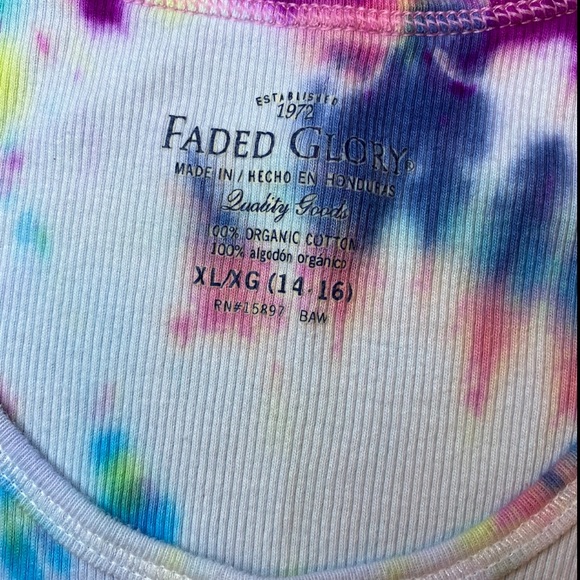 ESTABLISHED
1972
FADED GLORY®
MADE IN / HECHO EN HONDURAS
Quality Goods
100% ORGANIC COTTON
100% algodón orgánico
XL/XG (14-16)
RN#15897 BAW